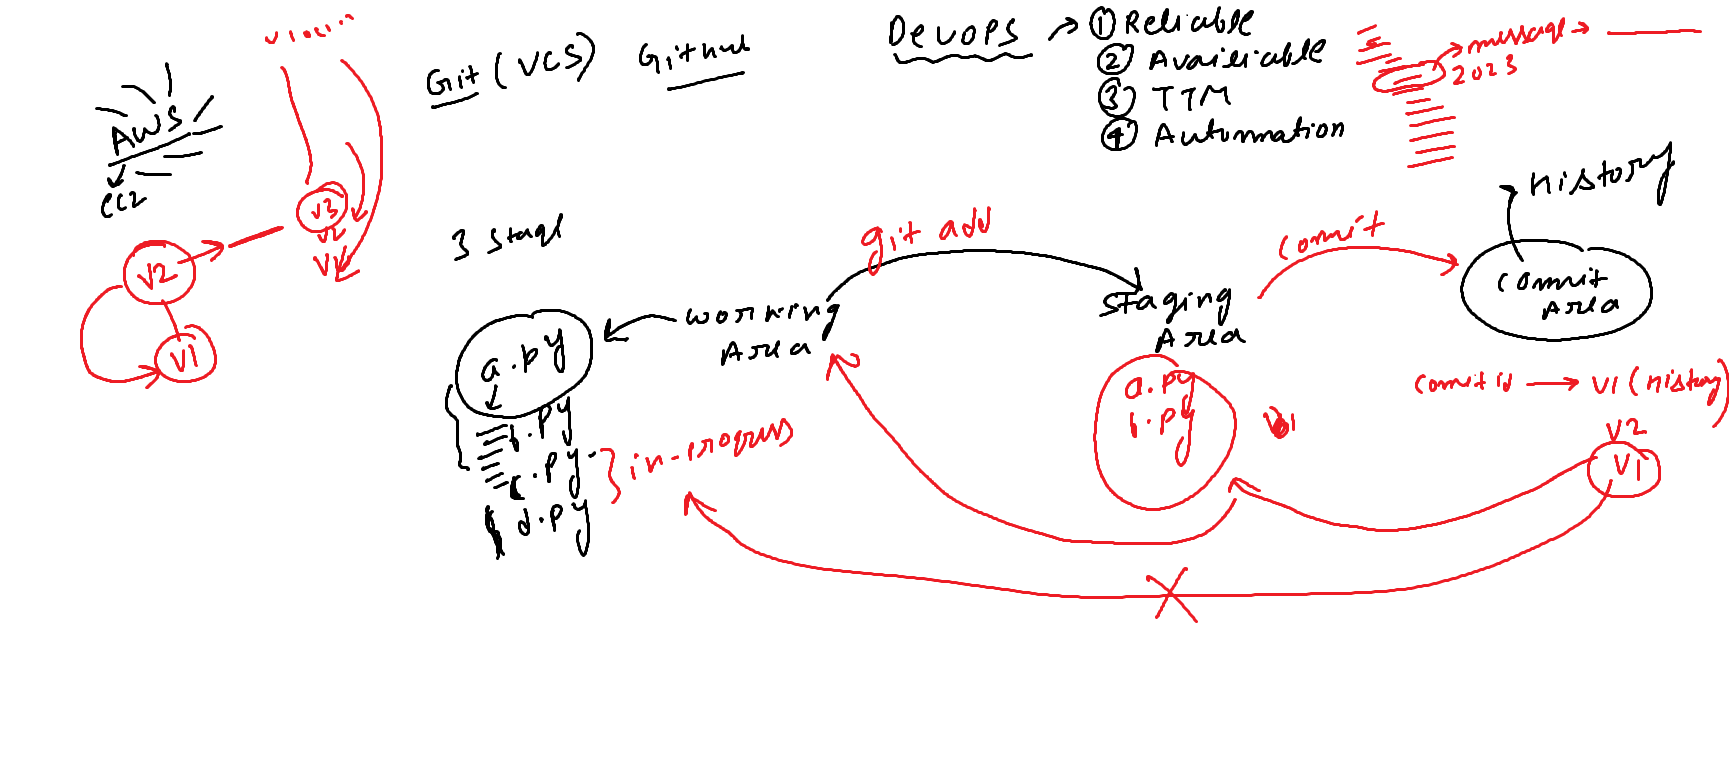 Git (VCS) Github
Devops → ① Reliable
② Availiable
③ TTM
④ Automation
message →
2023
AWS
EC2
V3
V2
V1
V2
V1
3 stage
git add
commit
History
working
Area
staging
Area
commit
Area
a.py
b.py
c.py
d.py
in-progress
a.py
b.py
V1
commit id → V1 (History)
V2
V1